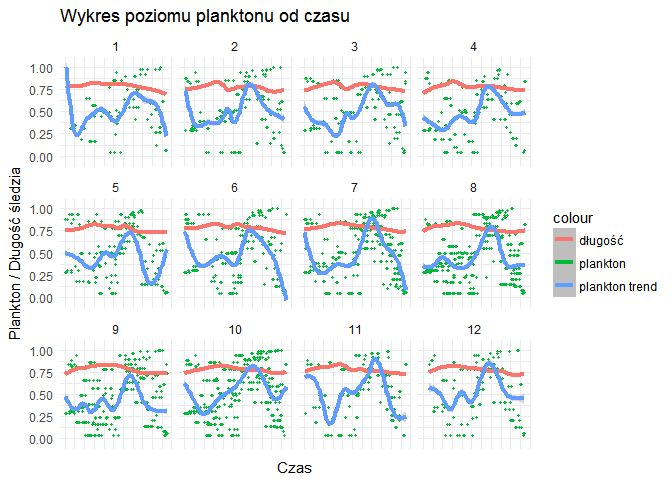 Wykres poziomu planktonu od czasu
1 2 3 4
1.00
0.75
0.50
0.25
0.00
5 6 7 8
1.00
0.75
0.50
0.25
0.00
9 10 11 12
1.00
0.75
0.50
0.25
0.00
Plankton / Długość śledzia
Czas
colour
długość
plankton
plankton trend